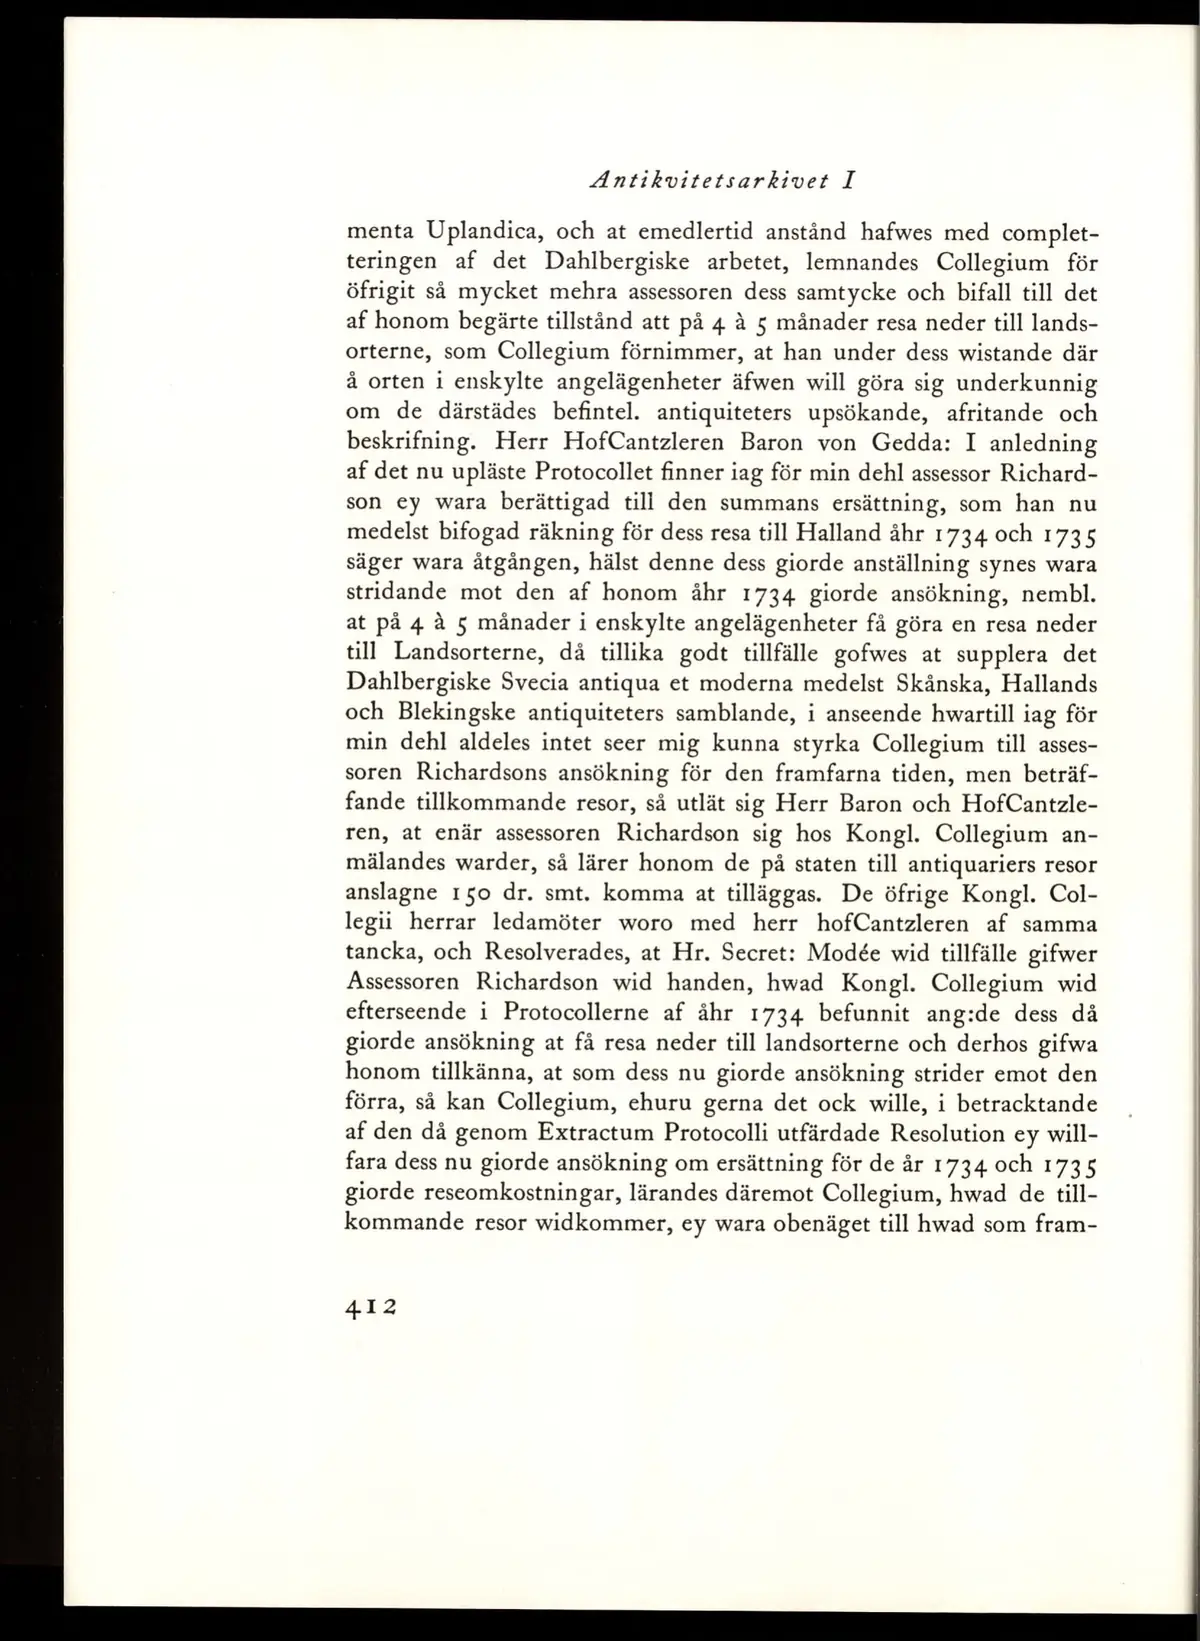 Antikvitetsarkivet I
menta Uplandica, och at emedlertid anstånd hafwes med complet-
teringen af det Dahlbergiske arbetet, lemnandes Collegium för
öfrigit så mycket mehra assessoren dess samtycke och bifall till det
af honom begärte tillstånd att på 4 à 5 månader resa neder till lands-
orterne, som Collegium förnimmer, at han under dess wistande där
å orten i enskylte angelägenheter äfwen will göra sig underkunnig
om de därstädes befintel. antiquiteters upsökande, afritande och
beskrifning. Herr HofCantzleren Baron von Gedda: I anledning
af det nu upläste Protocollet finner iag för min dehl assessor Richard-
son ey wara berättigad till den summans ersättning, som han nu
medelst bifogad räkning för dess resa till Halland åhr 1734 och 1735
säger wara åtgången, hälst denne dess giorde anställning synes wara
stridande mot den af honom åhr 1734 giorde ansökning, nembl.
at på 4 à 5 månader i enskylte angelägenheter få göra en resa neder
till Landsorterne, då tillika godt tillfälle gofwes at supplera det
Dahlbergiske Svecia antiqua et moderna medelst Skånska, Hallands
och Blekingske antiquiteters samblande, i anseende hwartill iag för
min dehl aldeles intet seer mig kunna styrka Collegium till asses-
soren Richardsons ansökning för den framfarna tiden, men beträf-
fande tillkommande resor, så utlät sig Herr Baron och HofCantzle-
ren, at enär assessoren Richardson sig hos Kongl. Collegium an-
mälandes warder, så lärer honom de på staten till antiquariers resor
anslagne 150 dr. smt. komma at tilläggas. De öfrige Kongl. Col-
legii herrar ledamöter woro med herr hofCantzleren af samma
tancka, och Resolverades, at Hr. Secret: Modée wid tillfälle gifwer
Assessoren Richardson wid handen, hwad Kongl. Collegium wid
efterseende i Protocollerne af åhr 1734 befunnit ang:de dess då
giorde ansökning at få resa neder till landsorterne och derhos gifwa
honom tillkänna, at som dess nu giorde ansökning strider emot den
förra, så kan Collegium, ehuru gerna det ock wille, i betracktande
af den då genom Extractum Protocolli utfärdade Resolution ey will-
fara dess nu giorde ansökning om ersättning för de år 1734 och 1735
giorde reseomkostningar, lärandes däremot Collegium, hwad de till-
kommande resor widkommer, ey wara obenäget till hwad som fram-
412